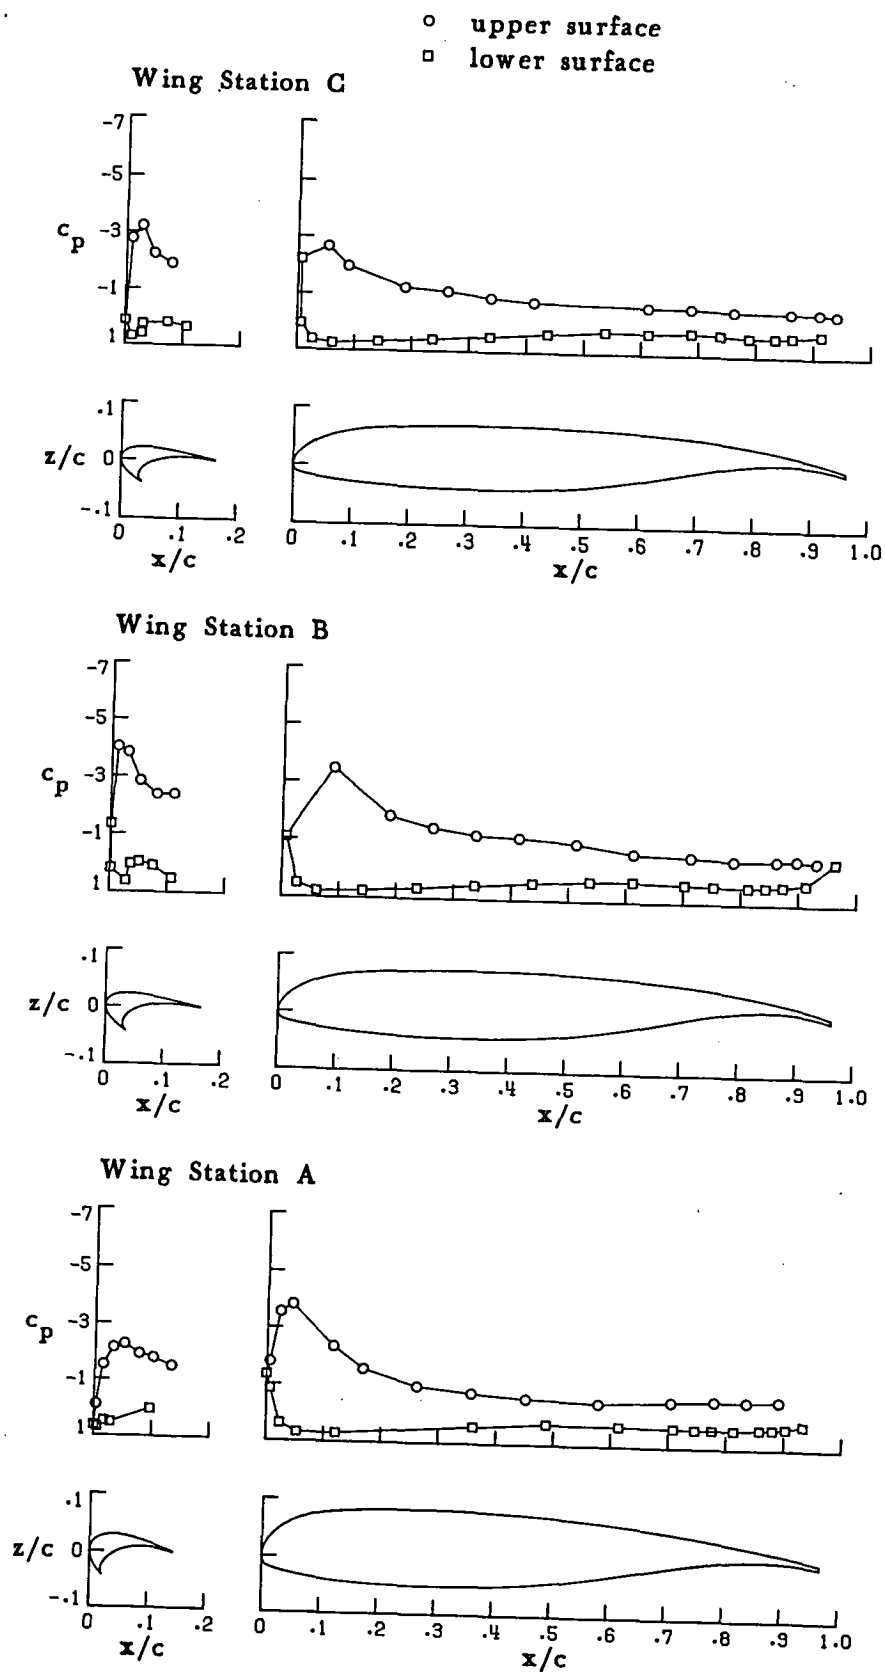 upper surface
lower surface
Wing Station C
-7
-5
c_p -3
-1
1
.1
z/c 0
-.1
0 .1 .2 0 .1 .2 .3 .4 .5 .6 .7 .8 .9 1.0
x/c x/c
Wing Station B
-7
-5
c_p -3
-1
1
.1
z/c 0
-.1
0 .1 .2 0 .1 .2 .3 .4 .5 .6 .7 .8 .9 1.0
x/c x/c
Wing Station A
-7
-5
c_p -3
-1
1
.1
z/c 0
-.1
0 .1 .2 0 .1 .2 .3 .4 .5 .6 .7 .8 .9 1.0
x/c x/c